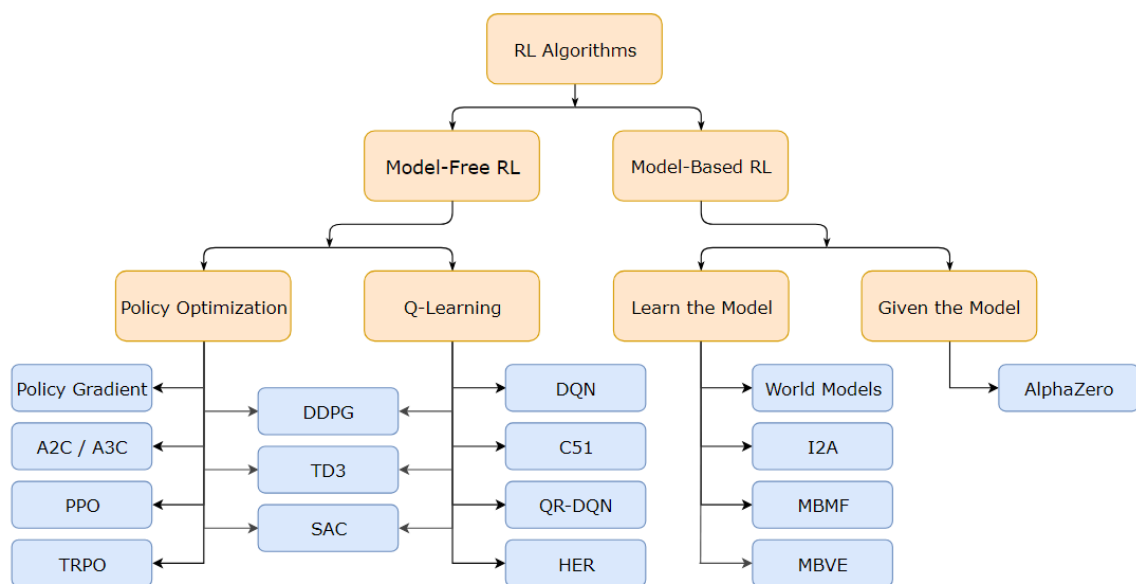 RL Algorithms
Model-Free RL
Model-Based RL
Policy Optimization
Q-Learning
Learn the Model
Given the Model
Policy Gradient
DDPG
DQN
World Models
AlphaZero
A2C / A3C
TD3
C51
I2A
PPO
SAC
QR-DQN
MBMF
TRPO
HER
MBVE